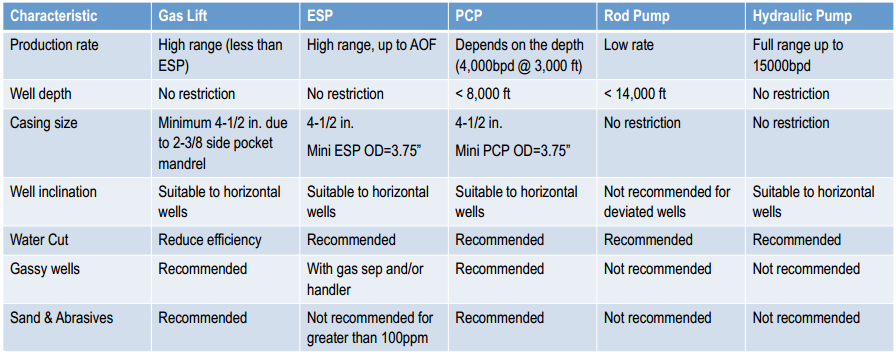 Characteristic Gas Lift ESP PCP Rod Pump Hydraulic Pump
Production rate High range (less than High range, up to AOF Depends on the depth Low rate Full range up to
ESP) (4,000bpd @ 3,000 ft) 15000bpd
Well depth No restriction No restriction < 8,000 ft < 14,000 ft No restriction
Casing size Minimum 4-1/2 in. due 4-1/2 in. 4-1/2 in. No restriction No restriction
to 2-3/8 side pocket Mini ESP OD=3.75” Mini PCP OD=3.75”
mandrel
Well inclination Suitable to horizontal Suitable to horizontal Suitable to horizontal Not recommended for Suitable to horizontal
wells wells wells deviated wells wells
Water Cut Reduce efficiency Recommended Recommended Recommended Recommended
Gassy wells Recommended With gas sep and/or Recommended Not recommended Not recommended
handler
Sand & Abrasives Recommended Not recommended for Recommended Not recommended Not recommended
greater than 100ppm